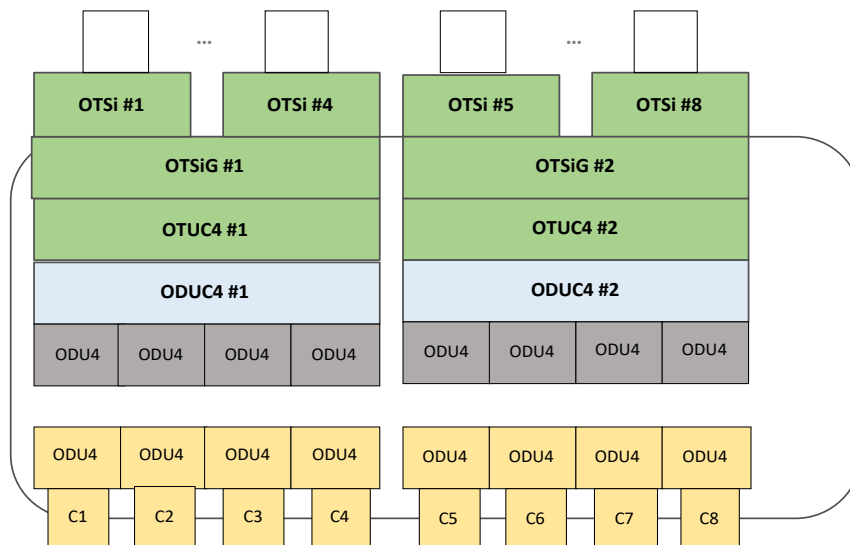 ... ...
OTSi #1 OTSi #4 OTSi #5 OTSi #8
OTSiG #1 OTSiG #2
OTUC4 #1 OTUC4 #2
ODUC4 #1 ODUC4 #2
ODU4 ODU4 ODU4 ODU4 ODU4 ODU4 ODU4 ODU4
ODU4 ODU4 ODU4 ODU4 ODU4 ODU4 ODU4 ODU4
C1 C2 C3 C4 C5 C6 C7 C8